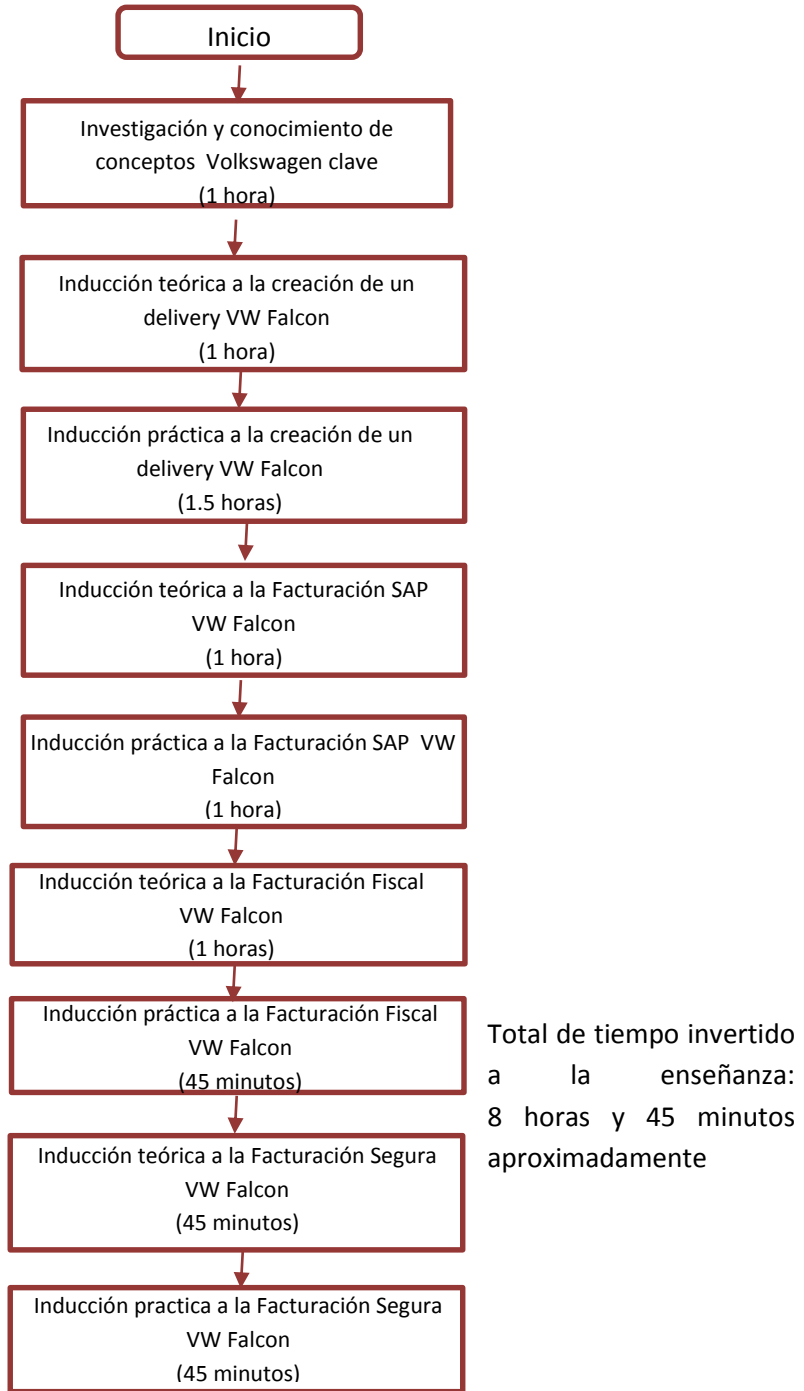 Inicio
Investigación y conocimiento de
conceptos Volkswagen clave
(1 hora)
Inducción teórica a la creación de un
delivery VW Falcon
(1 hora)
Inducción práctica a la creación de un
delivery VW Falcon
(1.5 horas)
Inducción teórica a la Facturación SAP
VW Falcon
(1 hora)
Inducción práctica a la Facturación SAP VW
Falcon
(1 hora)
Inducción teórica a la Facturación Fiscal
VW Falcon
(1 horas)
Inducción práctica a la Facturación Fiscal
VW Falcon
(45 minutos)
Total de tiempo invertido
a la enseñanza:
8 horas y 45 minutos
aproximadamente
Inducción teórica a la Facturación Segura
VW Falcon
(45 minutos)
Inducción practica a la Facturación Segura
VW Falcon
(45 minutos)